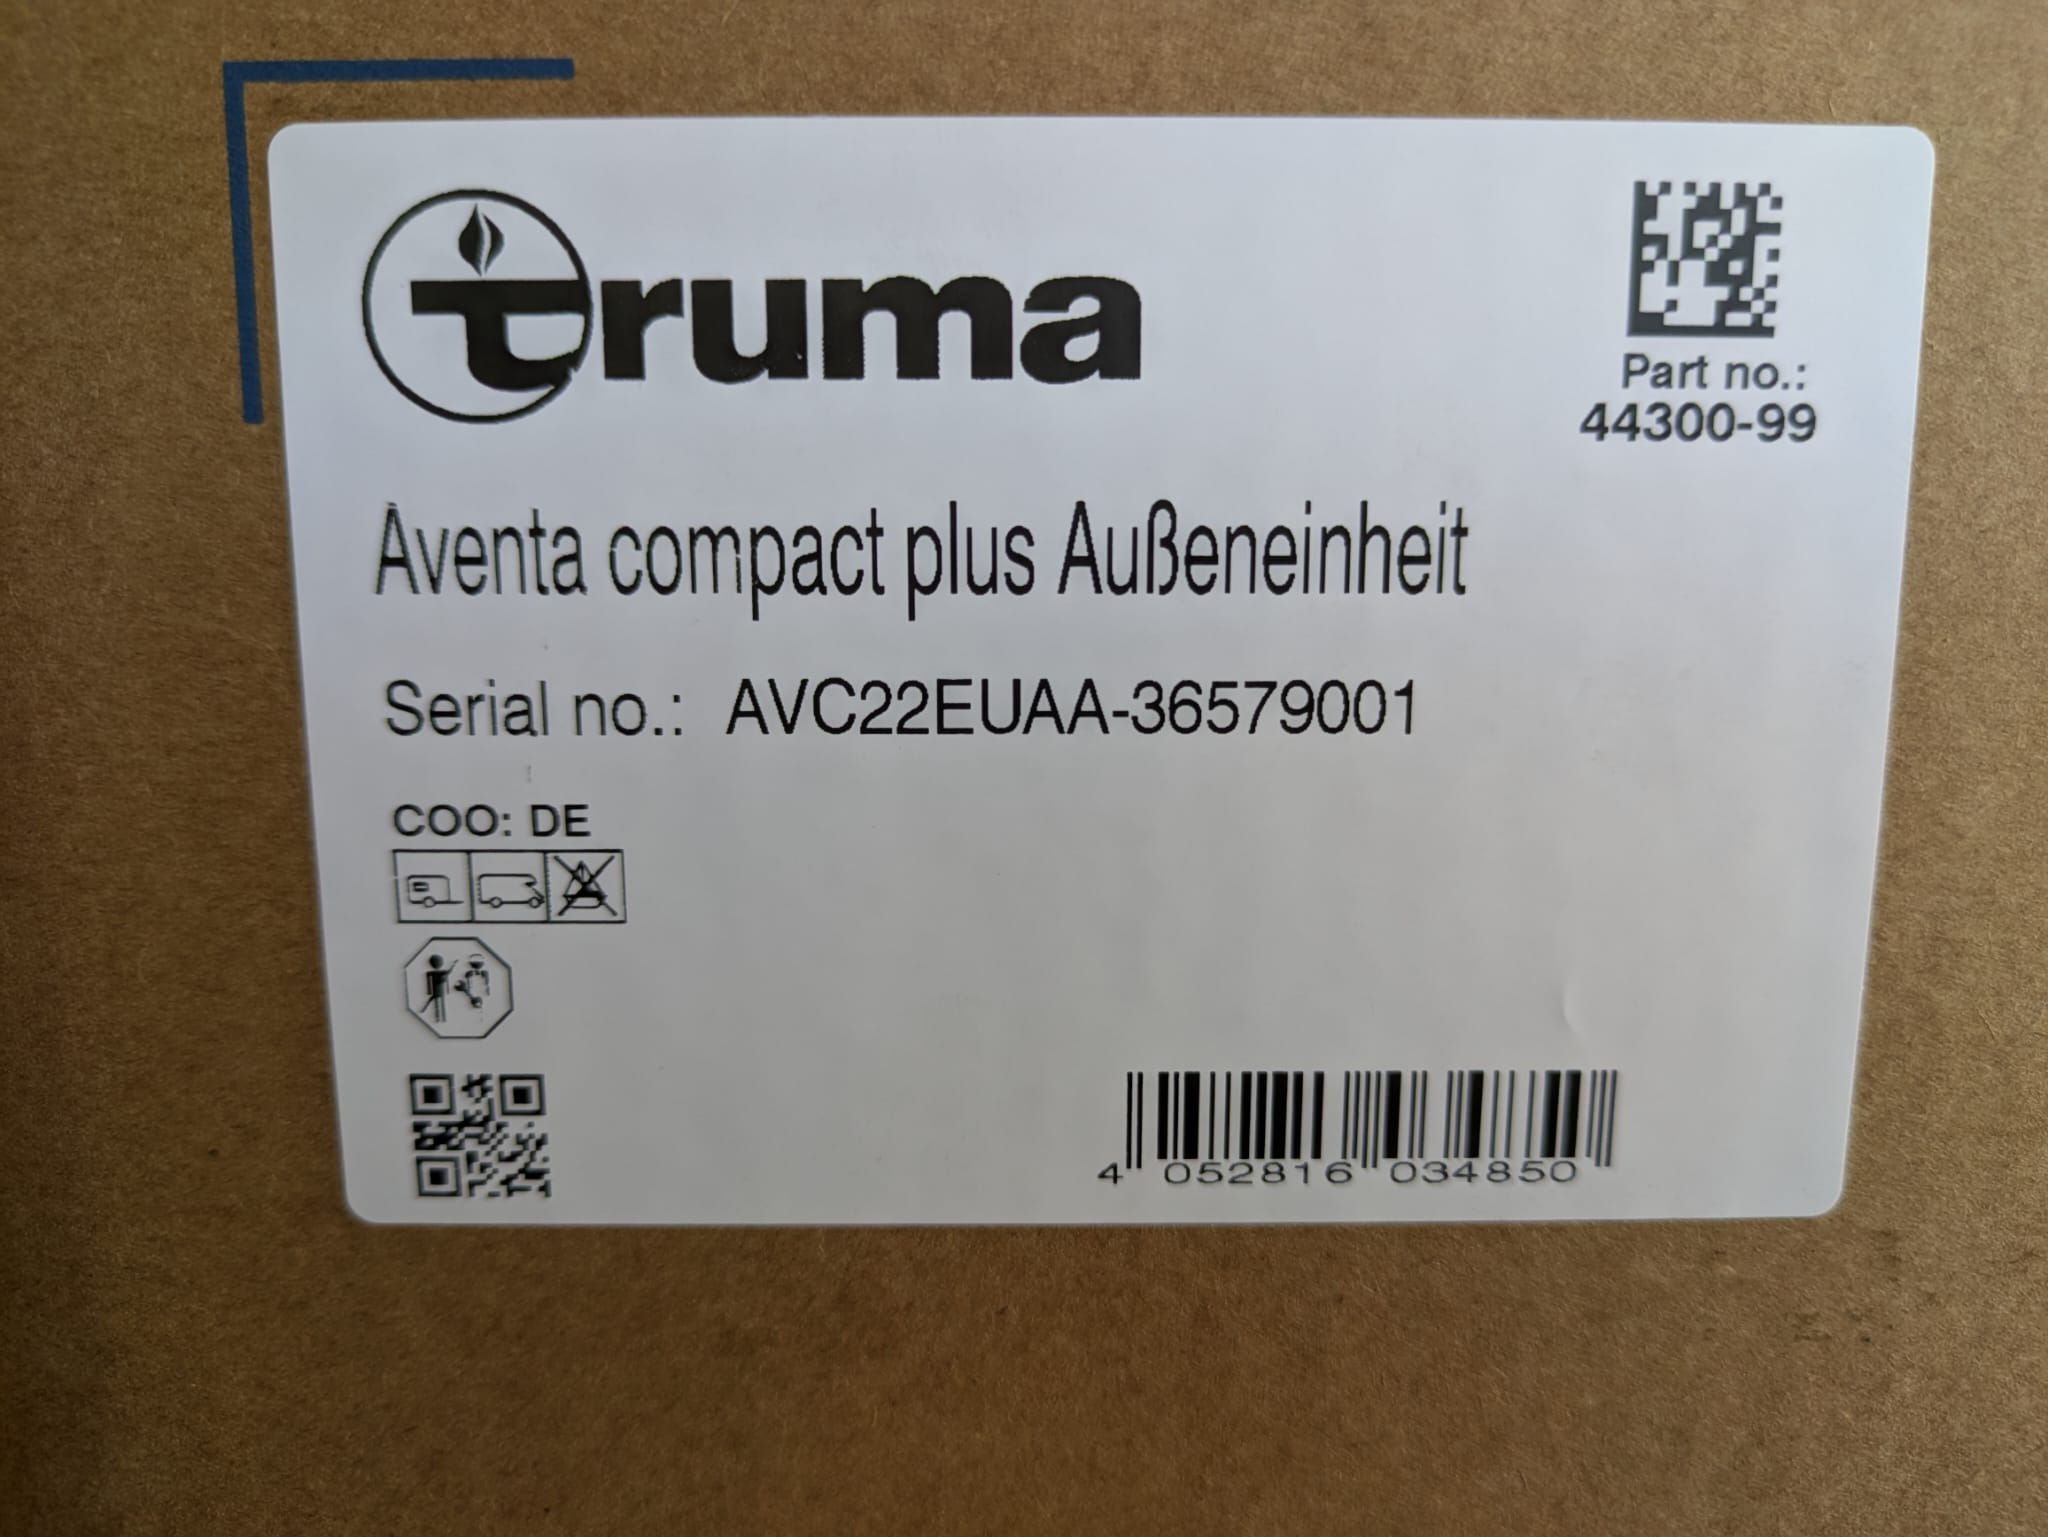 truma
Part no.:
44300-99
Aventa compact plus Außeneinheit
Serial no.: AVC22EUAA-36579001
COO: DE
4 052816 034850